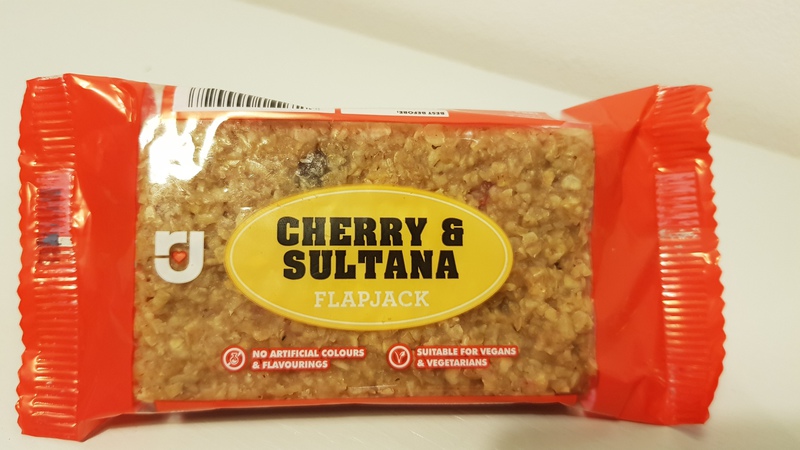 BEST BEFORE:
CHERRY &
SULTANA
FLAPJACK
NO ARTIFICIAL COLOURS
& FLAVOURINGS
SUITABLE FOR VEGANS
& VEGETARIANS